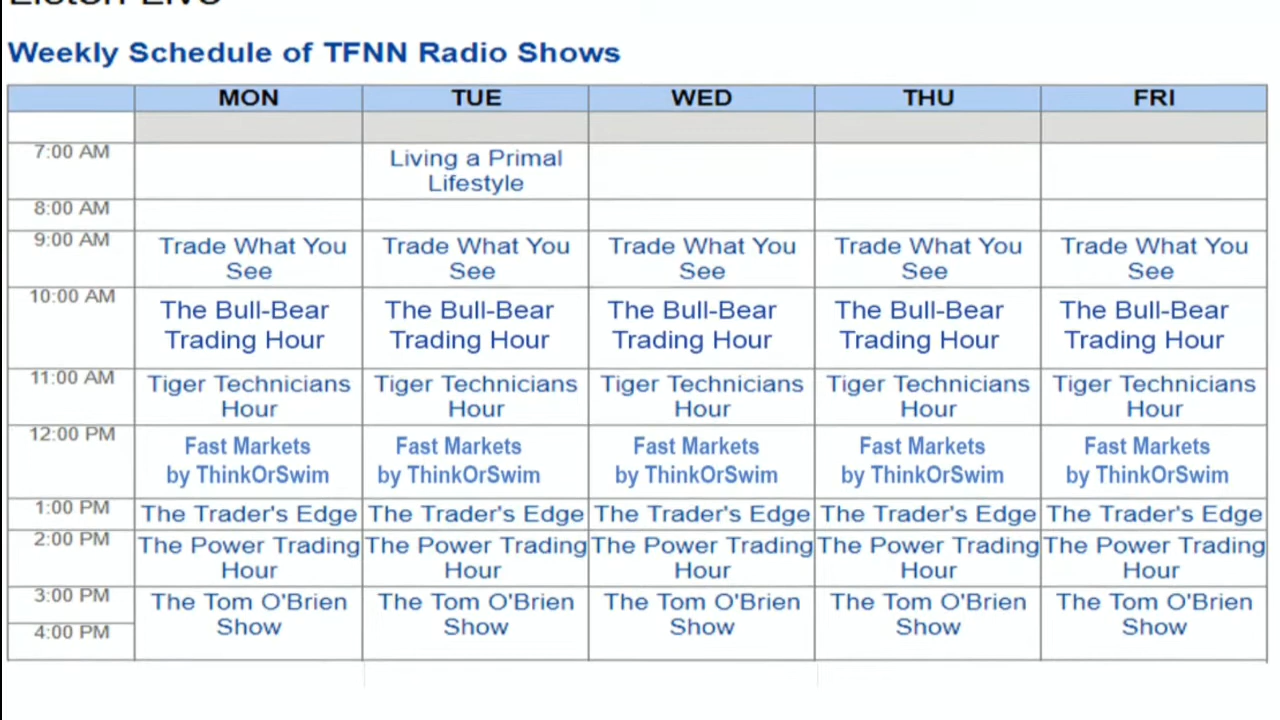 Listen Live
Weekly Schedule of TFNN Radio Shows
MON TUE WED THU FRI
7:00 AM Living a Primal
Lifestyle
8:00 AM
9:00 AM Trade What You Trade What You Trade What You Trade What You Trade What You
See See See See See
10:00 AM The Bull-Bear The Bull-Bear The Bull-Bear The Bull-Bear The Bull-Bear
Trading Hour Trading Hour Trading Hour Trading Hour Trading Hour
11:00 AM Tiger Technicians Tiger Technicians Tiger Technicians Tiger Technicians Tiger Technicians
Hour Hour Hour Hour Hour
12:00 PM Fast Markets Fast Markets Fast Markets Fast Markets Fast Markets
by ThinkOrSwim by ThinkOrSwim by ThinkOrSwim by ThinkOrSwim by ThinkOrSwim
1:00 PM The Trader's Edge The Trader's Edge The Trader's Edge The Trader's Edge The Trader's Edge
2:00 PM The Power Trading The Power Trading The Power Trading The Power Trading The Power Trading
Hour Hour Hour Hour Hour
3:00 PM The Tom O'Brien The Tom O'Brien The Tom O'Brien The Tom O'Brien The Tom O'Brien
4:00 PM Show Show Show Show Show